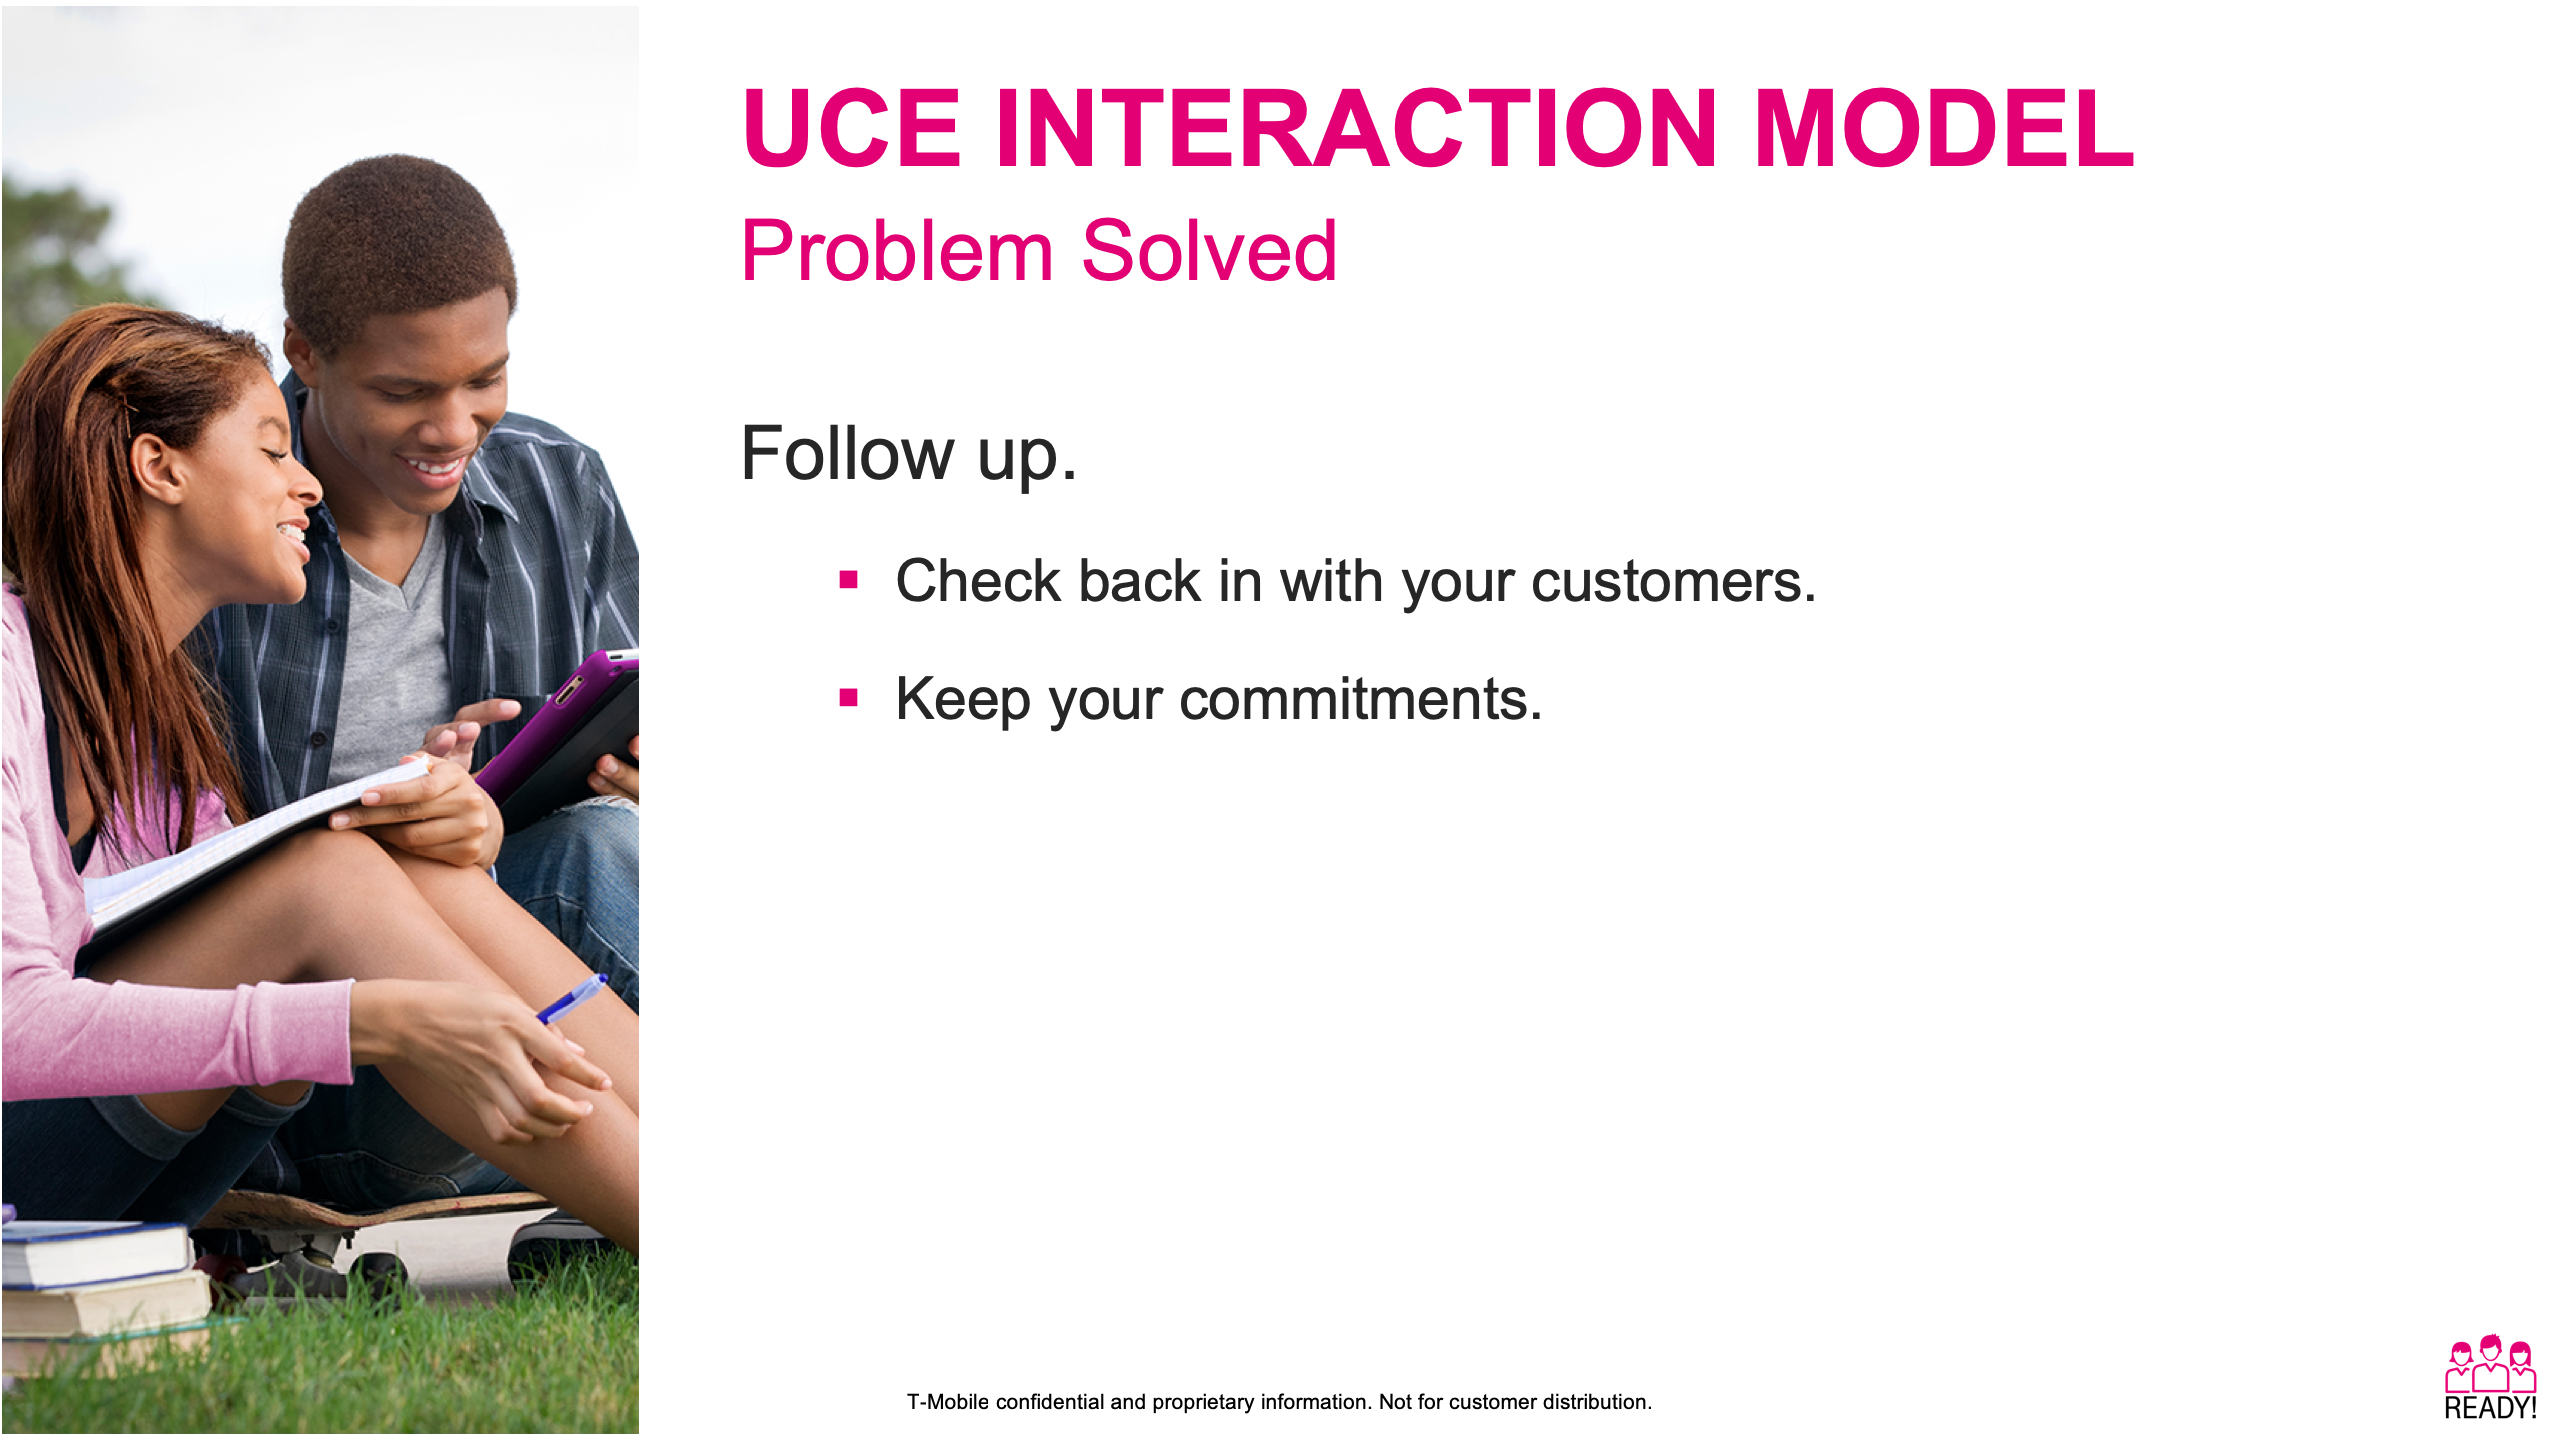 UCE INTERACTION MODEL
Problem Solved
Follow up.
▪ Check back in with your customers.
▪ Keep your commitments.
T-Mobile confidential and proprietary information. Not for customer distribution.
READY!